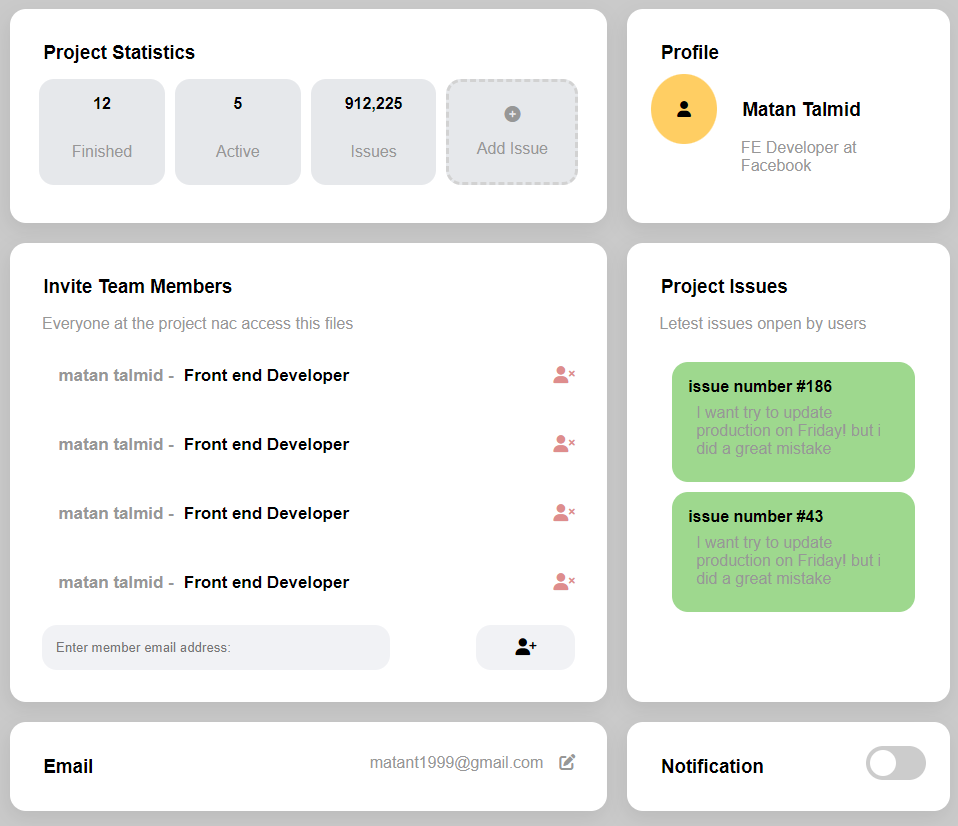 Project Statistics
12
Finished
5
Active
912,225
Issues
Add Issue
Profile
Matan Talmid
FE Developer at
Facebook
Invite Team Members
Everyone at the project nac access this files
matan talmid - Front end Developer
matan talmid - Front end Developer
matan talmid - Front end Developer
matan talmid - Front end Developer
Enter member email address:
Project Issues
Letest issues onpen by users
issue number #186
I want try to update
production on Friday! but i
did a great mistake
issue number #43
I want try to update
production on Friday! but i
did a great mistake
Email
matant1999@gmail.com
Notification